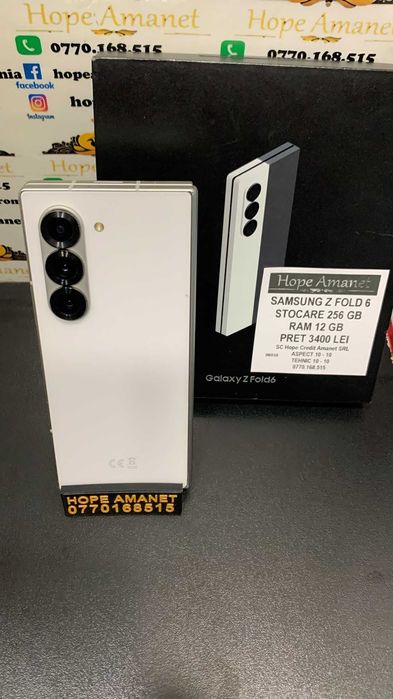 Hope Amanet
Hope Amanet
0770.168.515
0770.168.515
nia
facebook
Instagram
Hope Amanet
SAMSUNG Z FOLD 6
STOCARE 256 GB
RAM 12 GB
PRET 3400 LEI
SC Hope Credit Amanet SRL
ASPECT 10 - 10
TEHNIC 10 - 10
0770.168.515
Galaxy Z Fold6
CE
HOPE AMANET
0770168515